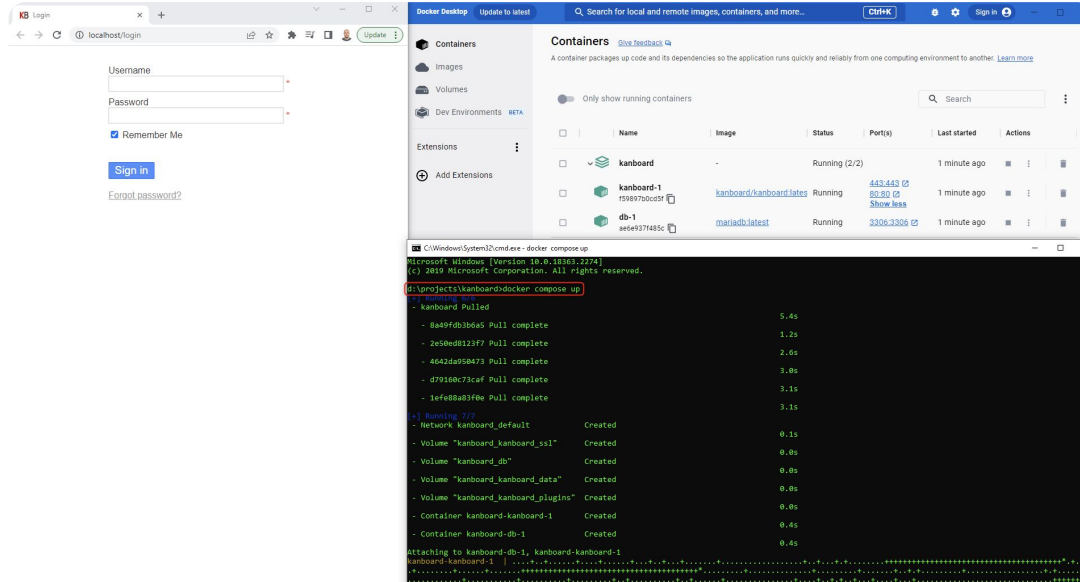 KB Login
localhost/login
Update
Username
*
Password
*
Remember Me
Sign in
Forgot password?
Docker Desktop Update to latest Search for local and remote images, containers, and more... Ctrl+K Sign in
Containers
Images
Volumes
Dev Environments BETA
Extensions
Add Extensions
Containers Give feedback
A container packages up code and its dependencies so the application runs quickly and reliably from one computing environment to another. Learn more
Only show running containers
Search
Name Image Status Port(s) Last started Actions
kanboard - Running (2/2) 1 minute ago
kanboard-1 kanboard/kanboard:lates Running 443:443 1 minute ago
f59897b0cd5f 80:80
Show less
db-1 mariadb:latest Running 3306:3306 1 minute ago
ae6e937f485c
C:\Windows\System32\cmd.exe - docker compose up
Microsoft Windows [Version 10.0.18363.2274]
(c) 2019 Microsoft Corporation. All rights reserved.
d:\projects\kanboard>docker compose up
[+] Running 6/6
- kanboard Pulled
5.4s
- 8a49fdb3b6a5 Pull complete
1.2s
- 2e50ed8123f7 Pull complete
2.6s
- 4642da950473 Pull complete
3.0s
- d79160c73caf Pull complete
3.1s
- 1efe88a83f0e Pull complete
3.1s
[+] Running 7/7
- Network kanboard_default Created
0.1s
- Volume "kanboard_kanboard_ssl" Created
0.0s
- Volume "kanboard_db" Created
0.0s
- Volume "kanboard_kanboard_data" Created
0.0s
- Volume "kanboard_kanboard_plugins" Created
0.0s
- Container kanboard-kanboard-1 Created
0.4s
- Container kanboard-db-1 Created
0.4s
Attaching to kanboard-db-1, kanboard-kanboard-1
kanboard-kanboard-1 |